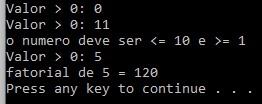 Valor > 0: 0
Valor > 0: 11
o numero deve ser <= 10 e >= 1
Valor > 0: 5
fatorial de 5 = 120
Press any key to continue . . .